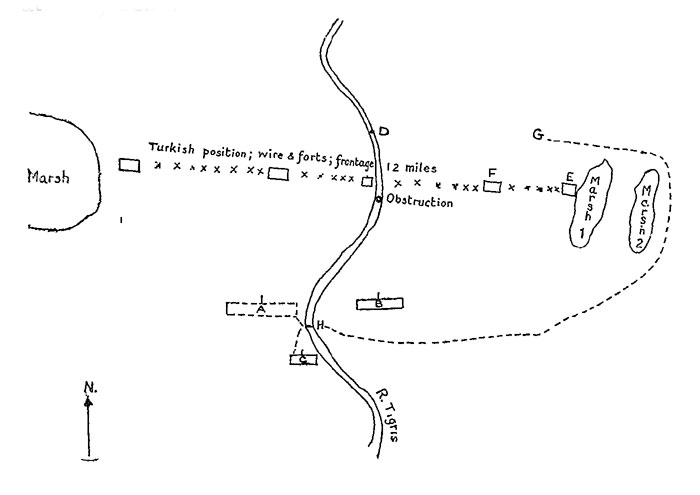 D
G
Turkish position; wire & forts; frontage 12 miles
F
E
Marsh
Marsh 1
Marsh 2
Obstruction
A
B
H
C
N.
R. Tigris